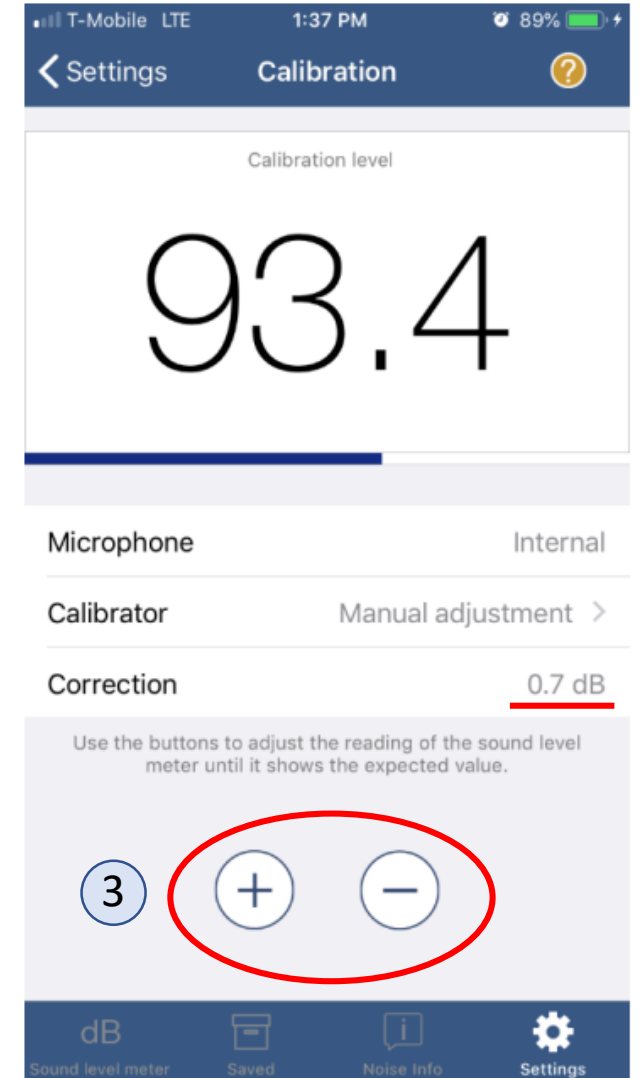 T-Mobile LTE 1:37 PM 89%
Settings Calibration ?
Calibration level
93.4
Microphone Internal
Calibrator Manual adjustment >
Correction 0.7 dB
Use the buttons to adjust the reading of the sound level
meter until it shows the expected value.
3 + −
dB i
Sound level meter Saved Noise Info Settings